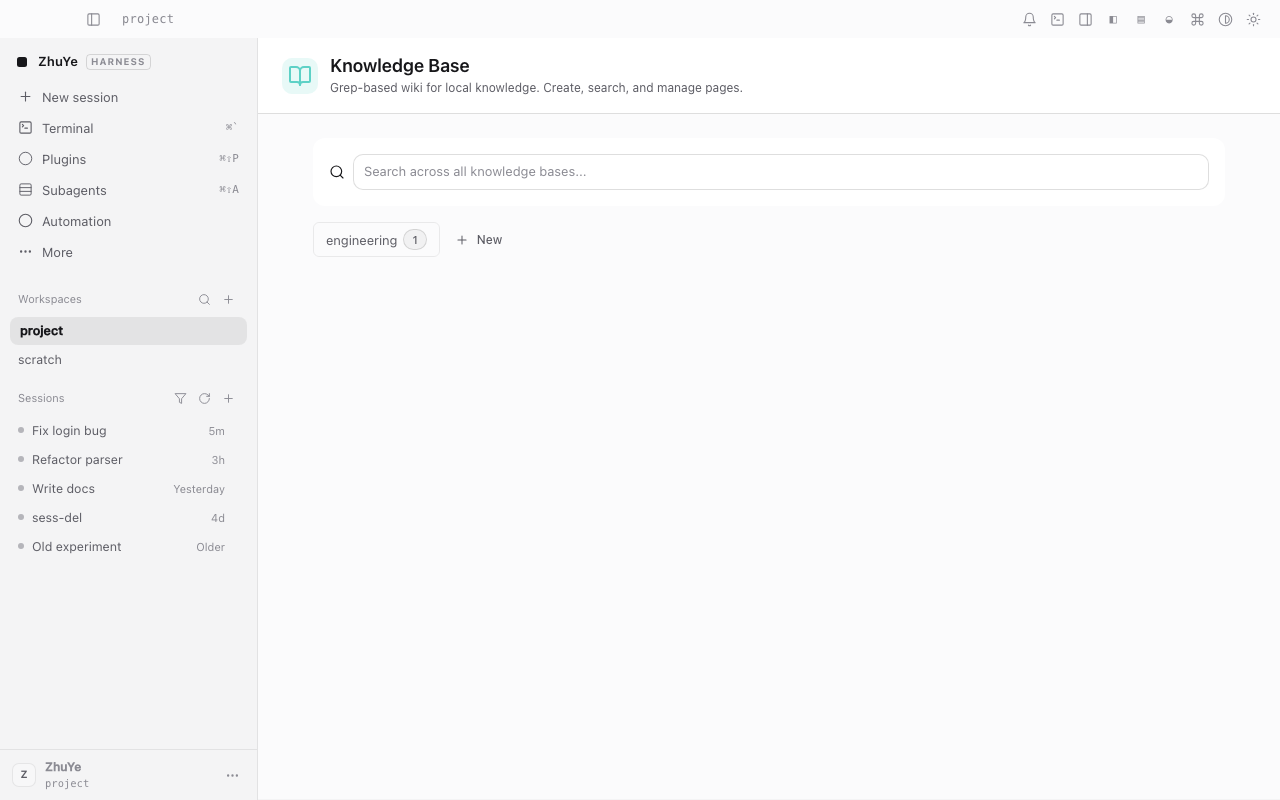 project
ZhuYe HARNESS
New session
Terminal ⌘`
Plugins ⌘⇧P
Subagents ⌘⇧A
Automation
More
Workspaces
project
scratch
Sessions
Fix login bug 5m
Refactor parser 3h
Write docs Yesterday
sess-del 4d
Old experiment Older
Z
ZhuYe
project
Knowledge Base
Grep-based wiki for local knowledge. Create, search, and manage pages.
Search across all knowledge bases...
engineering 1
New